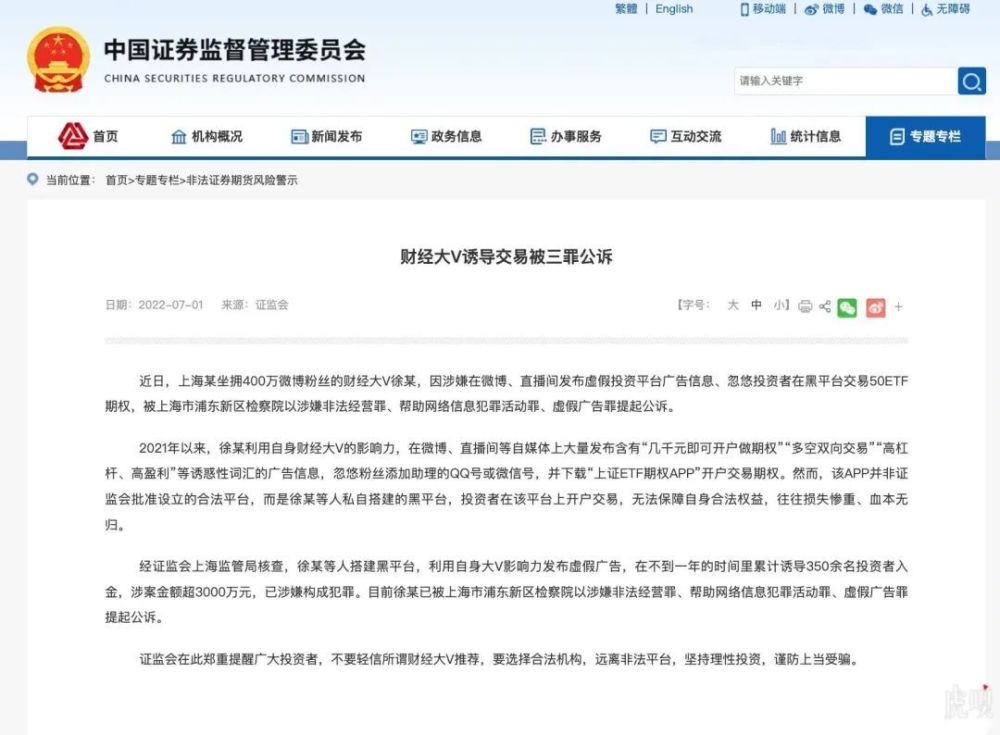 繁體 | English 移动端 | 微博 | 微信 | 无障碍
中国证券监督管理委员会
CHINA SECURITIES REGULATORY COMMISSION
请输入关键字
首页 机构概况 新闻发布 政务信息 办事服务 互动交流 统计信息 专题专栏
当前位置： 首页>专题专栏>非法证券期货风险警示
财经大V诱导交易被三罪公诉
日期：2022-07-01 来源：证监会 【字号： 大 中 小】 +
近日，上海某坐拥400万微博粉丝的财经大V徐某，因涉嫌在微博、直播间发布虚假投资平台广告信息、忽悠投资者在黑平台交易50ETF
期权，被上海市浦东新区检察院以涉嫌非法经营罪、帮助网络信息犯罪活动罪、虚假广告罪提起公诉。
2021年以来，徐某利用自身财经大V的影响力，在微博、直播间等自媒体上大量发布含有“几千元即可开户做期权”“多空双向交易”“高杠
杆、高盈利”等诱惑性词汇的广告信息，忽悠粉丝添加助理的QQ号或微信号，并下载“上证ETF期权APP”开户交易期权。然而，该APP并非证
监会批准设立的合法平台，而是徐某等人私自搭建的黑平台，投资者在该平台上开户交易，无法保障自身合法权益，往往损失惨重、血本无
归。
经证监会上海监管局核查，徐某等人搭建黑平台，利用自身大V影响力发布虚假广告，在不到一年的时间里累计诱导350余名投资者入
金，涉案金额超3000万元，已涉嫌构成犯罪。目前徐某已被上海市浦东新区检察院以涉嫌非法经营罪、帮助网络信息犯罪活动罪、虚假广告罪
提起公诉。
证监会在此郑重提醒广大投资者，不要轻信所谓财经大V推荐，要选择合法机构，远离非法平台，坚持理性投资，谨防上当受骗。
虎呗